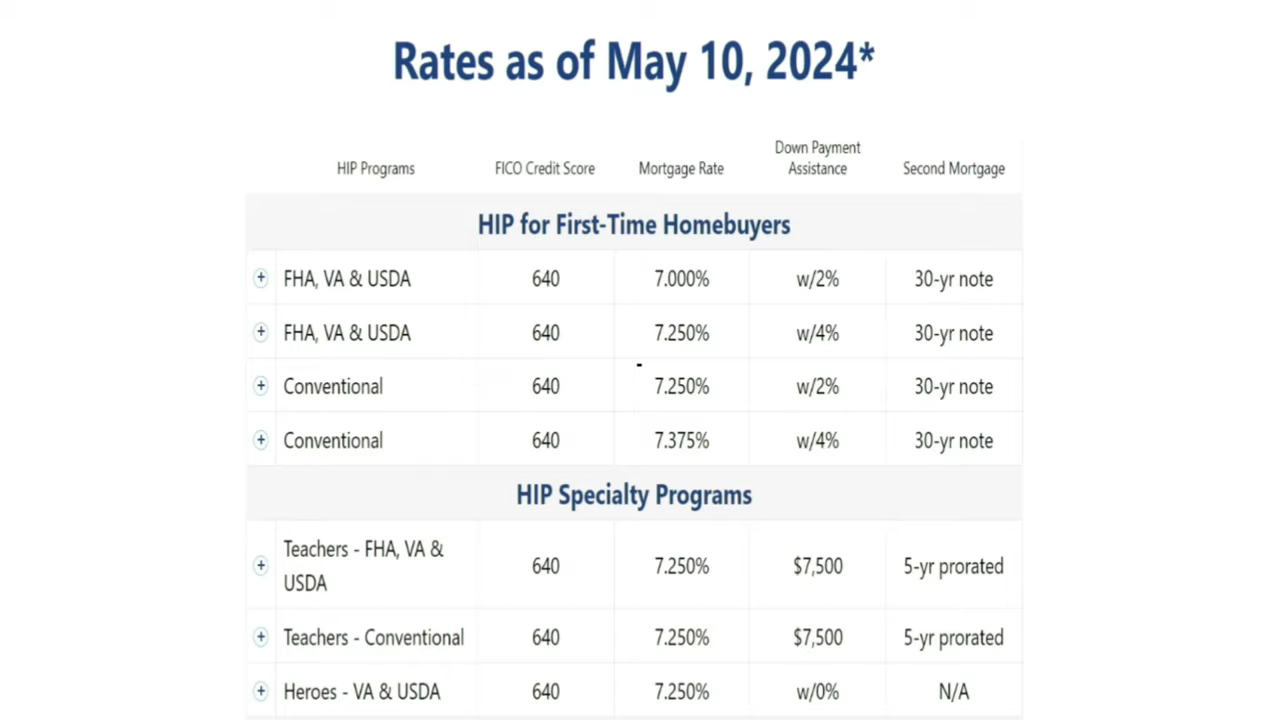 Rates as of May 10, 2024*
HIP Programs FICO Credit Score Mortgage Rate Down Payment Assistance Second Mortgage
HIP for First-Time Homebuyers
FHA, VA & USDA 640 7.000% w/2% 30-yr note
FHA, VA & USDA 640 7.250% w/4% 30-yr note
Conventional 640 7.250% w/2% 30-yr note
Conventional 640 7.375% w/4% 30-yr note
HIP Specialty Programs
Teachers - FHA, VA & USDA 640 7.250% $7,500 5-yr prorated
Teachers - Conventional 640 7.250% $7,500 5-yr prorated
Heroes - VA & USDA 640 7.250% w/0% N/A